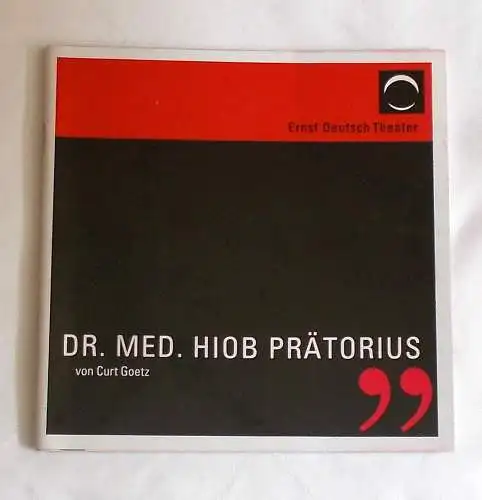 Ernst Deutsch Theater
DR. MED. HIOB PRÄTORIUS
von Curt Goetz
”